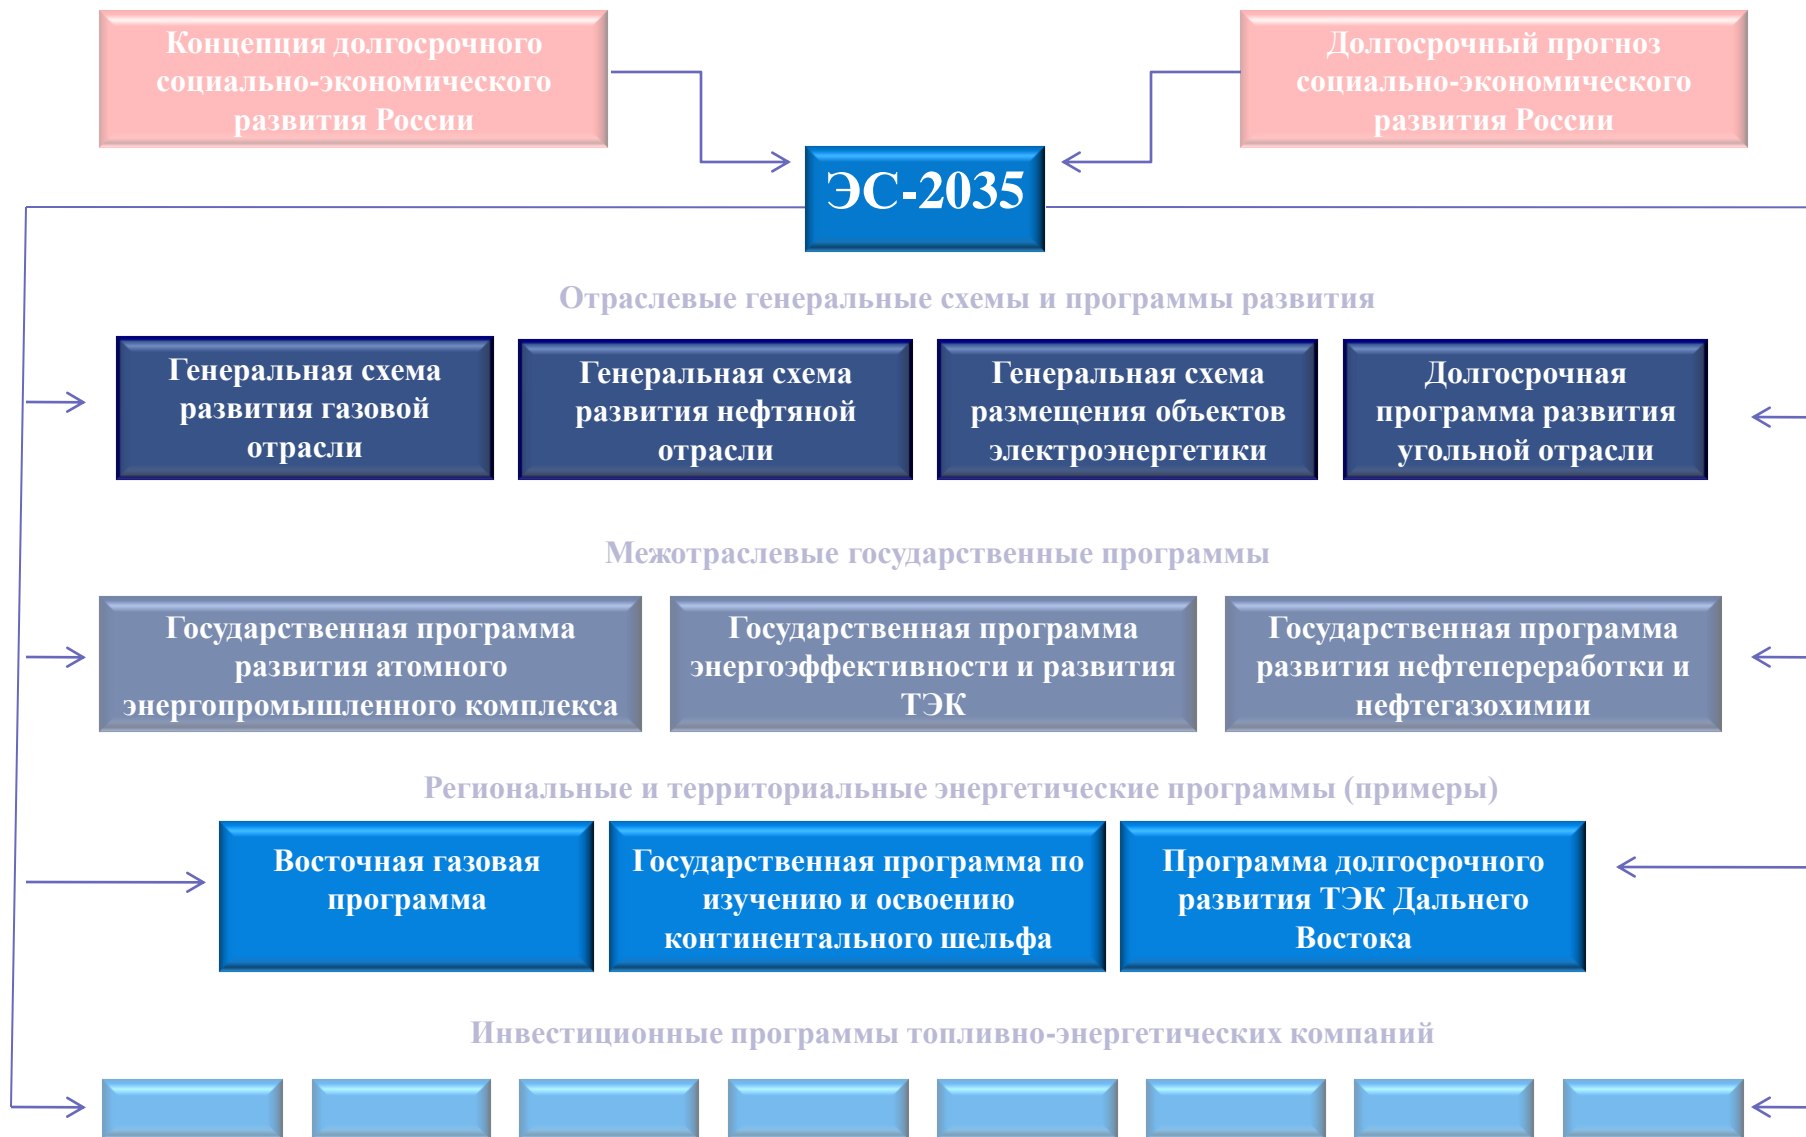 Концепция долгосрочного
социально-экономического
развития России
Долгосрочный прогноз
социально-экономического
развития России
ЭС-2035
Отраслевые генеральные схемы и программы развития
Генеральная схема
развития газовой
отрасли
Генеральная схема
развития нефтяной
отрасли
Генеральная схема
размещения объектов
электроэнергетики
Долгосрочная
программа развития
угольной отрасли
Межотраслевые государственные программы
Государственная программа
развития атомного
энергопромышленного комплекса
Государственная программа
энергоэффективности и развития
ТЭК
Государственная программа
развития нефтепереработки и
нефтегазохимии
Региональные и территориальные энергетические программы (примеры)
Восточная газовая
программа
Государственная программа по
изучению и освоению
континентального шельфа
Программа долгосрочного
развития ТЭК Дальнего
Востока
Инвестиционные программы топливно-энергетических компаний